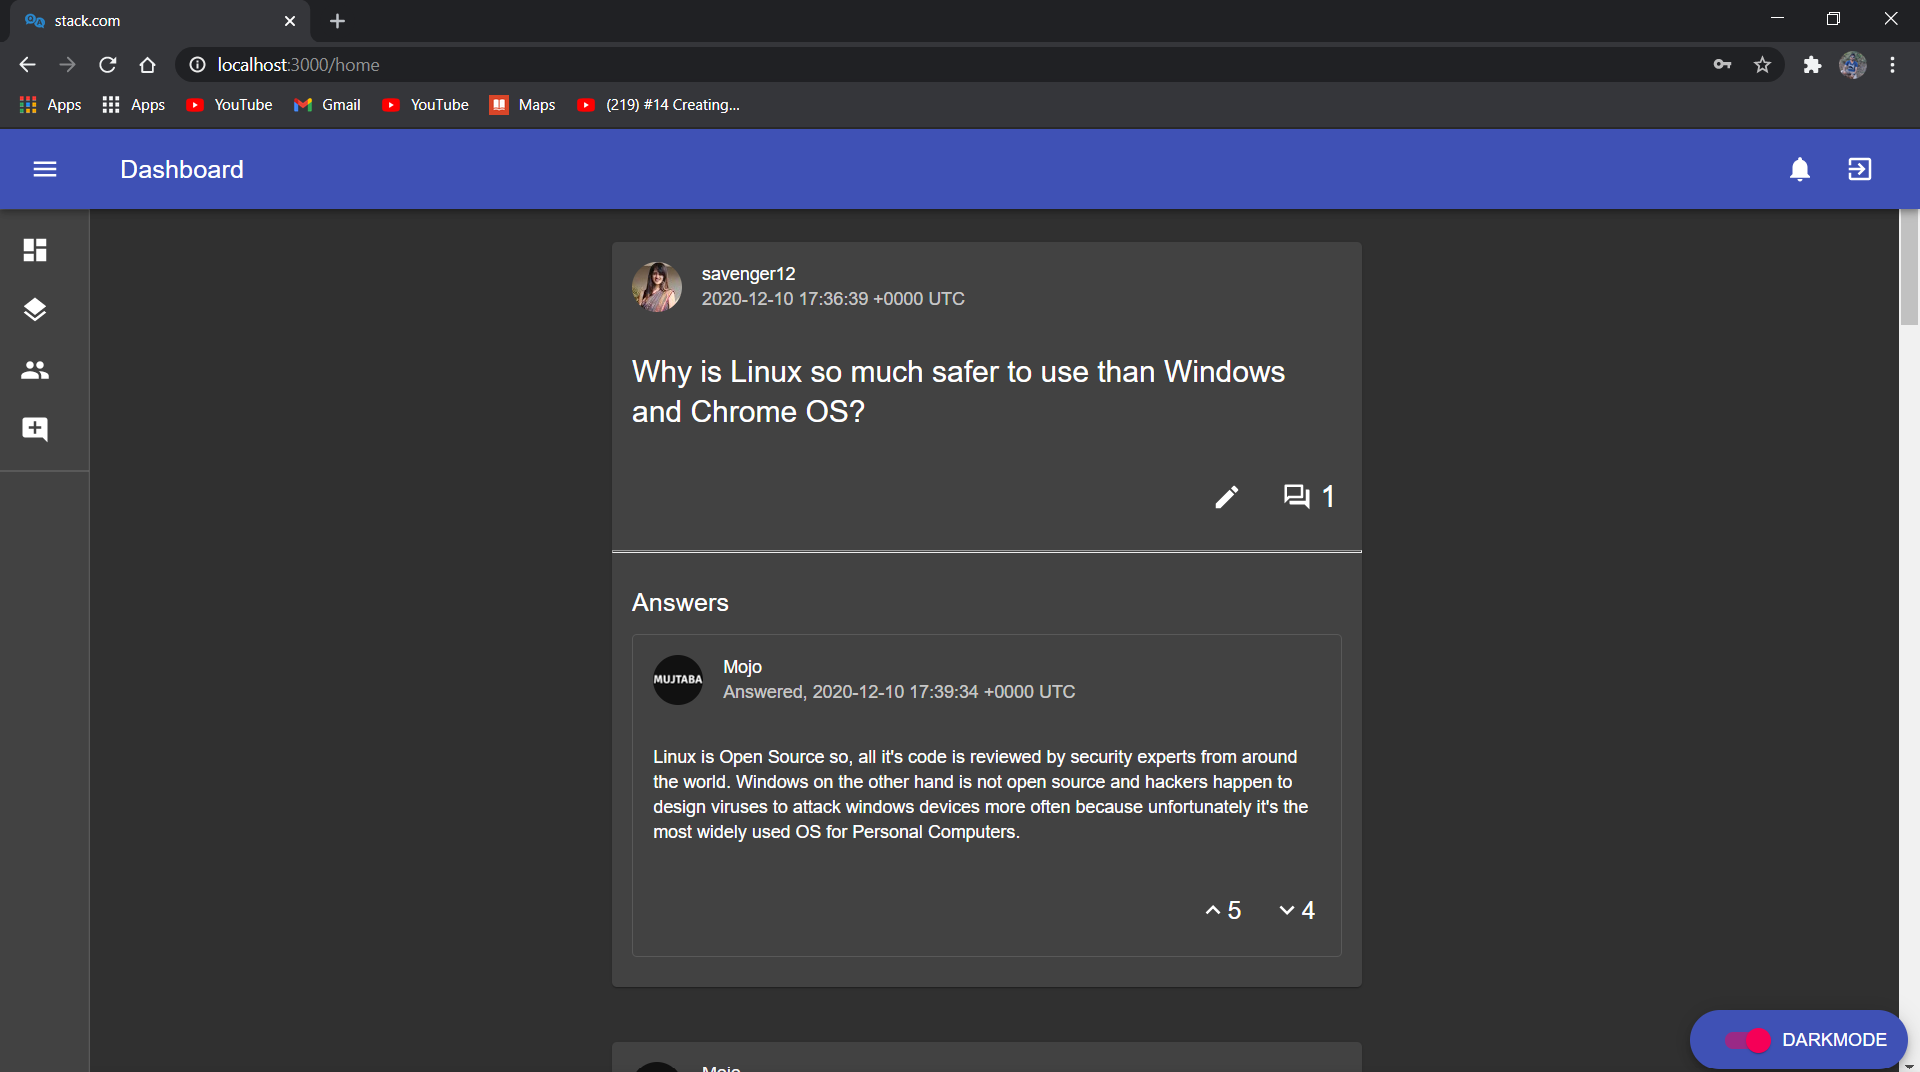 stack.com
localhost:3000/home
Apps Apps YouTube Gmail YouTube Maps (219) #14 Creating...
Dashboard
savenger12
2020-12-10 17:36:39 +0000 UTC
Why is Linux so much safer to use than Windows
and Chrome OS?
1
Answers
MUJTABA
Mojo
Answered, 2020-12-10 17:39:34 +0000 UTC
Linux is Open Source so, all it's code is reviewed by security experts from around
the world. Windows on the other hand is not open source and hackers happen to
design viruses to attack windows devices more often because unfortunately it's the
most widely used OS for Personal Computers.
5 4
DARKMODE
Mojo